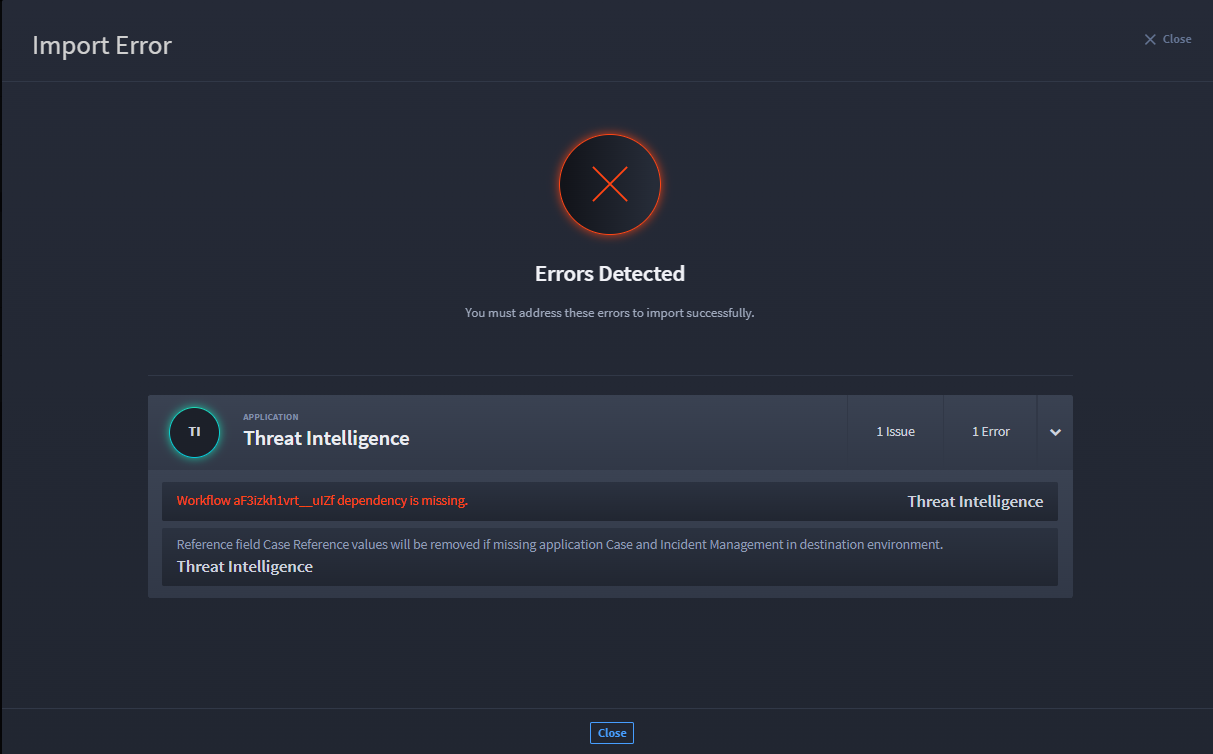 Import Error
Close
Errors Detected
You must address these errors to import successfully.
TI
APPLICATION
Threat Intelligence
1 Issue
1 Error
Workflow aF3izkh1vrt__uIZf dependency is missing.
Threat Intelligence
Reference field Case Reference values will be removed if missing application Case and Incident Management in destination environment.
Threat Intelligence
Close